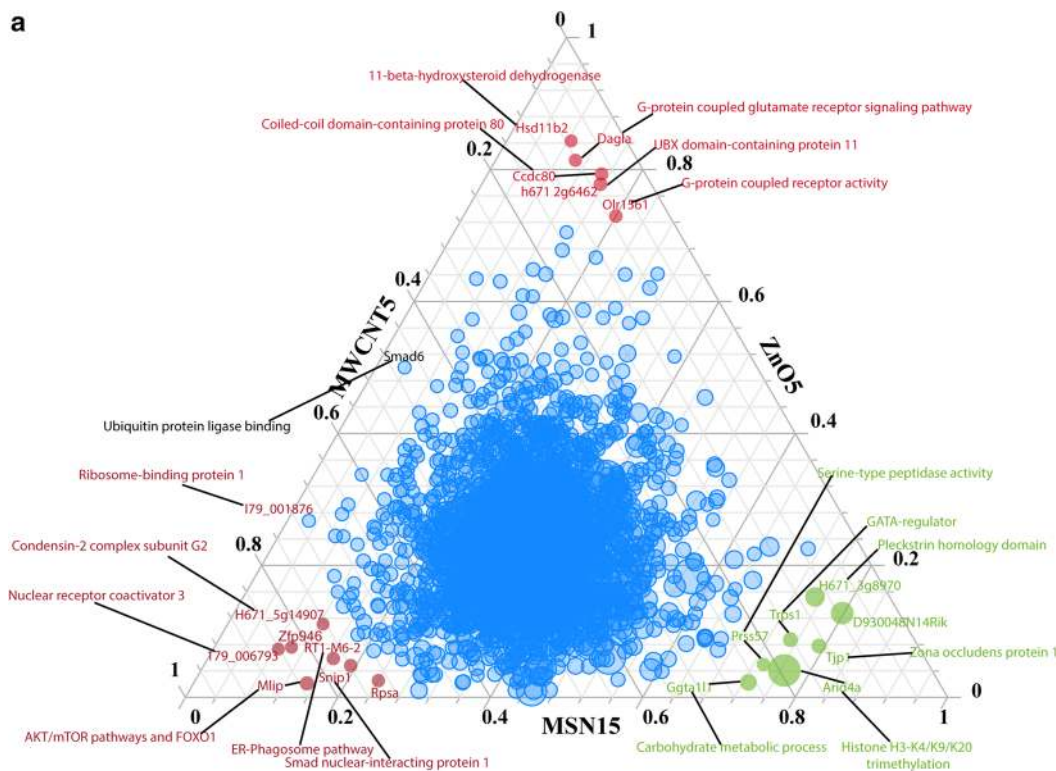 a
0
1
11-beta-hydroxysteroid dehydrogenase
G-protein coupled glutamate receptor signaling pathway
Coiled-coil domain-containing protein 80
Hsd11b2
Dagla
UBX domain-containing protein 11
0.2
0.8
Ccdc80
h671 2g6462
G-protein coupled receptor activity
Olr1361
0.4
0.6
MWCNT5
ZnO5
Smad6
0.6
0.4
Ubiquitin protein ligase binding
Serine-type peptidase activity
Ribosome-binding protein 1
I79_001876
GATA-regulator
Condensin-2 complex subunit G2
0.8
Pleckstrin homology domain
0.2
Nuclear receptor coactivator 3
H671_3g8970
H671_5g14907
Trps1
D930048N14Rik
Zfp946
Prss57
I79_006793
RT1-M6-2
Tjp1
Zona occludens protein 1
1
Snip1
Mlip
Rpsa
Ggta1l1
Arid4a
0
0
0.2
0.4
MSN15
0.6
0.8
1
AKT/mTOR pathways and FOXO1
ER-Phagosome pathway
Carbohydrate metabolic process
Histone H3-K4/K9/K20
trimethylation
Smad nuclear-interacting protein 1